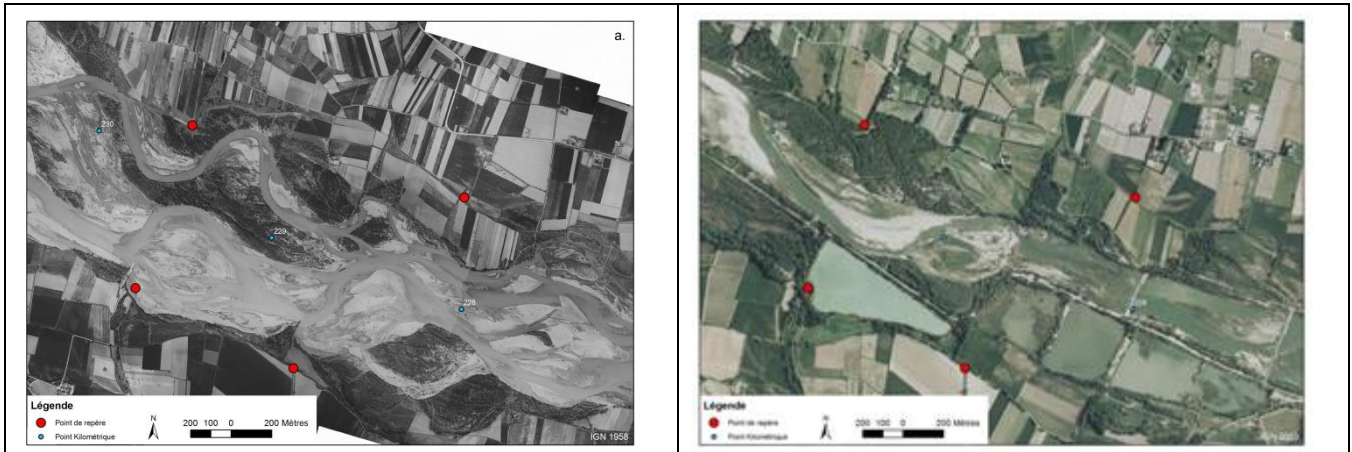 a.
230
229
228
Légende
Point de repère
Point Kilométrique
N
200 100 0 200 Mètres
IGN 1958
Légende
Point de repère
Point Kilométrique
N
200 100 0 200 Mètres